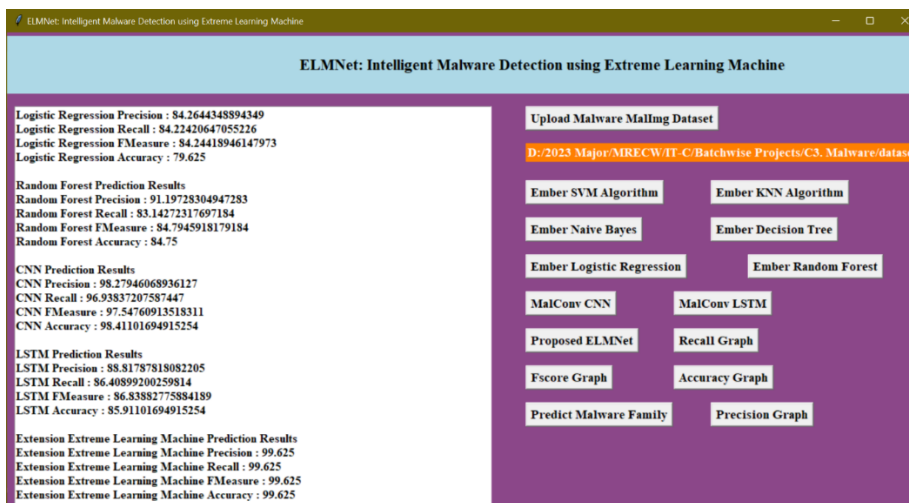 ELMNet: Intelligent Malware Detection using Extreme Learning Machine
ELMNet: Intelligent Malware Detection using Extreme Learning Machine
Logistic Regression Precision : 84.2644348894349
Logistic Regression Recall : 84.22420647055226
Logistic Regression FMeasure : 84.24418946147973
Logistic Regression Accuracy : 79.625
Random Forest Prediction Results
Random Forest Precision : 91.19728304947283
Random Forest Recall : 83.14272317697184
Random Forest FMeasure : 84.7945918179184
Random Forest Accuracy : 84.75
CNN Prediction Results
CNN Precision : 98.27946068936127
CNN Recall : 96.93837207587447
CNN FMeasure : 97.54760913518311
CNN Accuracy : 98.41101694915254
LSTM Prediction Results
LSTM Precision : 88.81787818082205
LSTM Recall : 86.40899200259814
LSTM FMeasure : 86.83882775884189
LSTM Accuracy : 85.91101694915254
Extension Extreme Learning Machine Prediction Results
Extension Extreme Learning Machine Precision : 99.625
Extension Extreme Learning Machine Recall : 99.625
Extension Extreme Learning Machine FMeasure : 99.625
Extension Extreme Learning Machine Accuracy : 99.625
Upload Malware MalImg Dataset
D:/2023 Major/MRECW/IT-C/Batchwise Projects/C3. Malware/datase
Ember SVM Algorithm
Ember KNN Algorithm
Ember Naive Bayes
Ember Decision Tree
Ember Logistic Regression
Ember Random Forest
MalConv CNN
MalConv LSTM
Proposed ELMNet
Recall Graph
Fscore Graph
Accuracy Graph
Predict Malware Family
Precision Graph